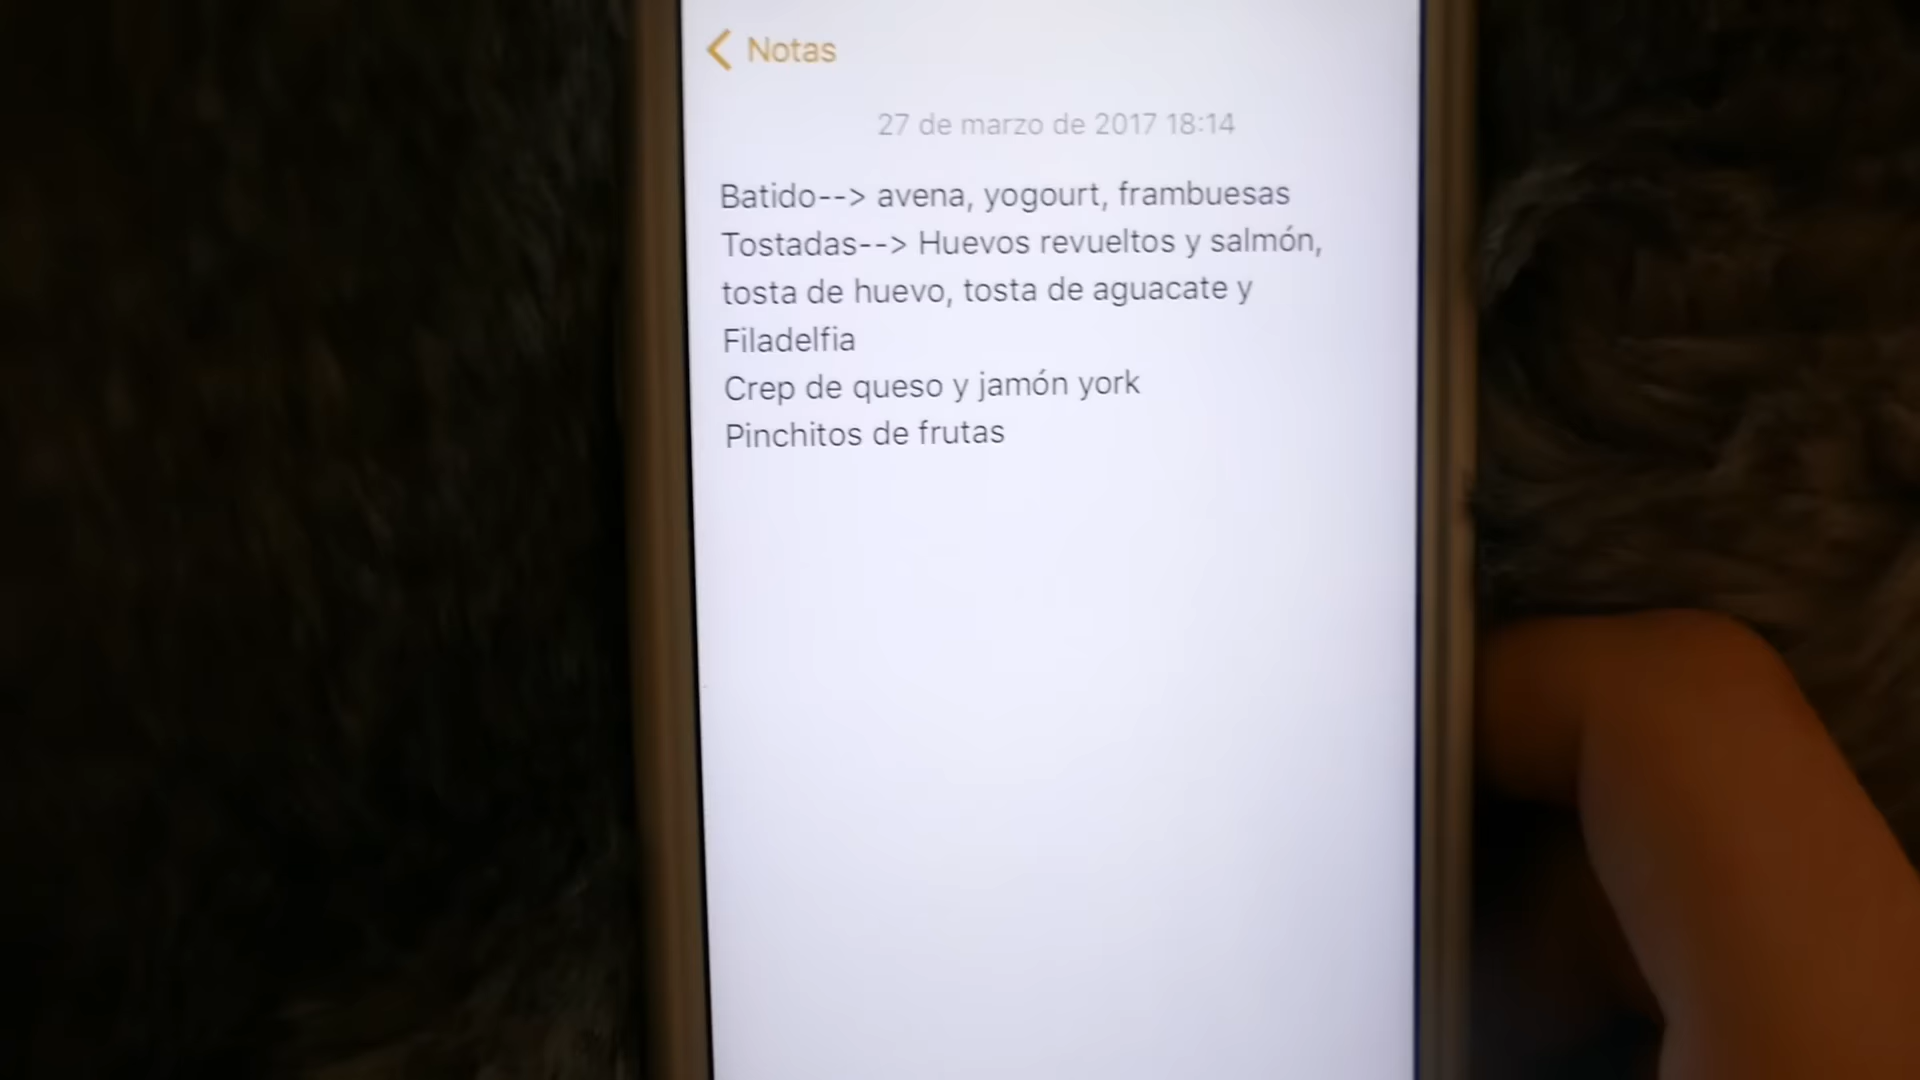 Notas
27 de marzo de 2017 18:14
Batido--> avena, yogourt, frambuesas
Tostadas--> Huevos revueltos y salmón,
tosta de huevo, tosta de aguacate y
Filadelfia
Crep de queso y jamón york
Pinchitos de frutas